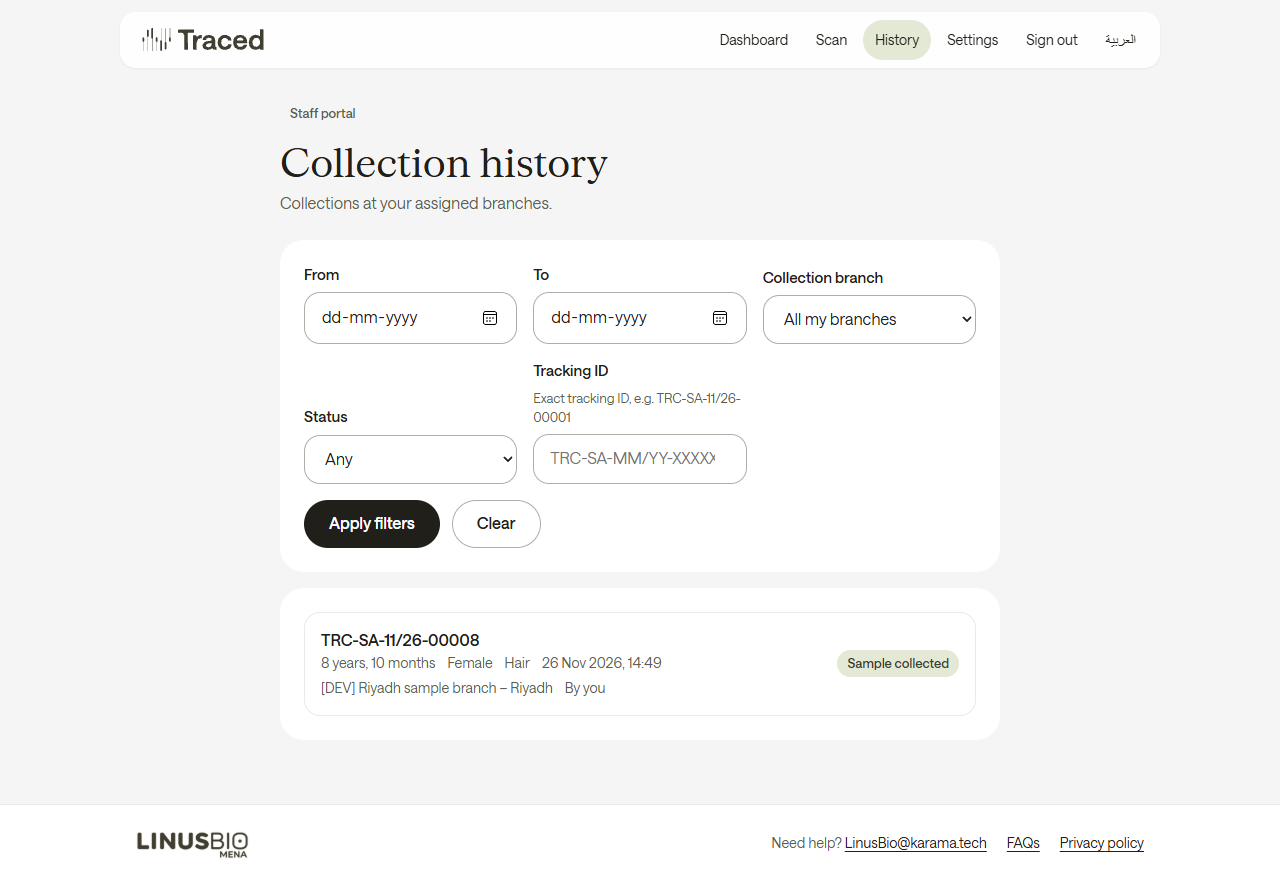 Traced
Dashboard
Scan
History
Settings
Sign out
العربية
Staff portal
Collection history
Collections at your assigned branches.
From
To
Collection branch
dd-mm-yyyy
dd-mm-yyyy
All my branches
Status
Tracking ID
Exact tracking ID, e.g. TRC-SA-11/26-
00001
Any
TRC-SA-MM/YY-XXXXX
Apply filters
Clear
TRC-SA-11/26-00008
8 years, 10 months Female Hair 26 Nov 2026, 14:49
[DEV] Riyadh sample branch – Riyadh By you
Sample collected
LINUSBIO
MENA
Need help? LinusBio@karama.tech
FAQs
Privacy policy